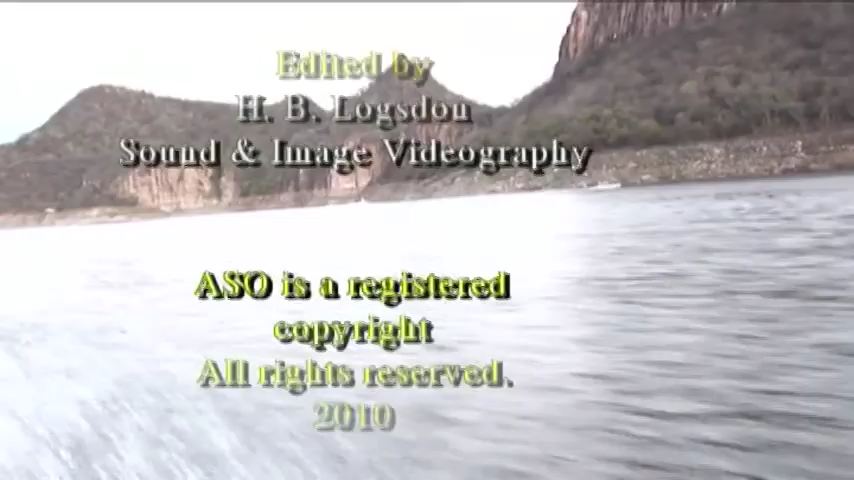 Edited by
H. B. Logsdon
Sound & Image Videography
ASO is a registered
copyright
All rights reserved.
2010